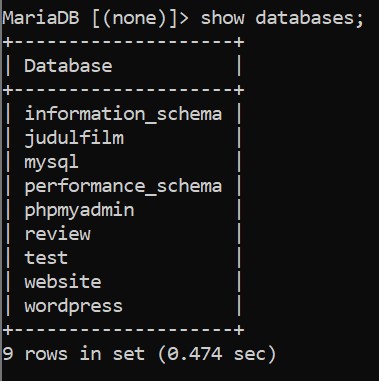 MariaDB [(none)]> show databases;
+--------------------+
| Database           |
+--------------------+
| information_schema |
| judulfilm          |
| mysql              |
| performance_schema |
| phpmyadmin         |
| review             |
| test               |
| website            |
| wordpress          |
+--------------------+
9 rows in set (0.474 sec)